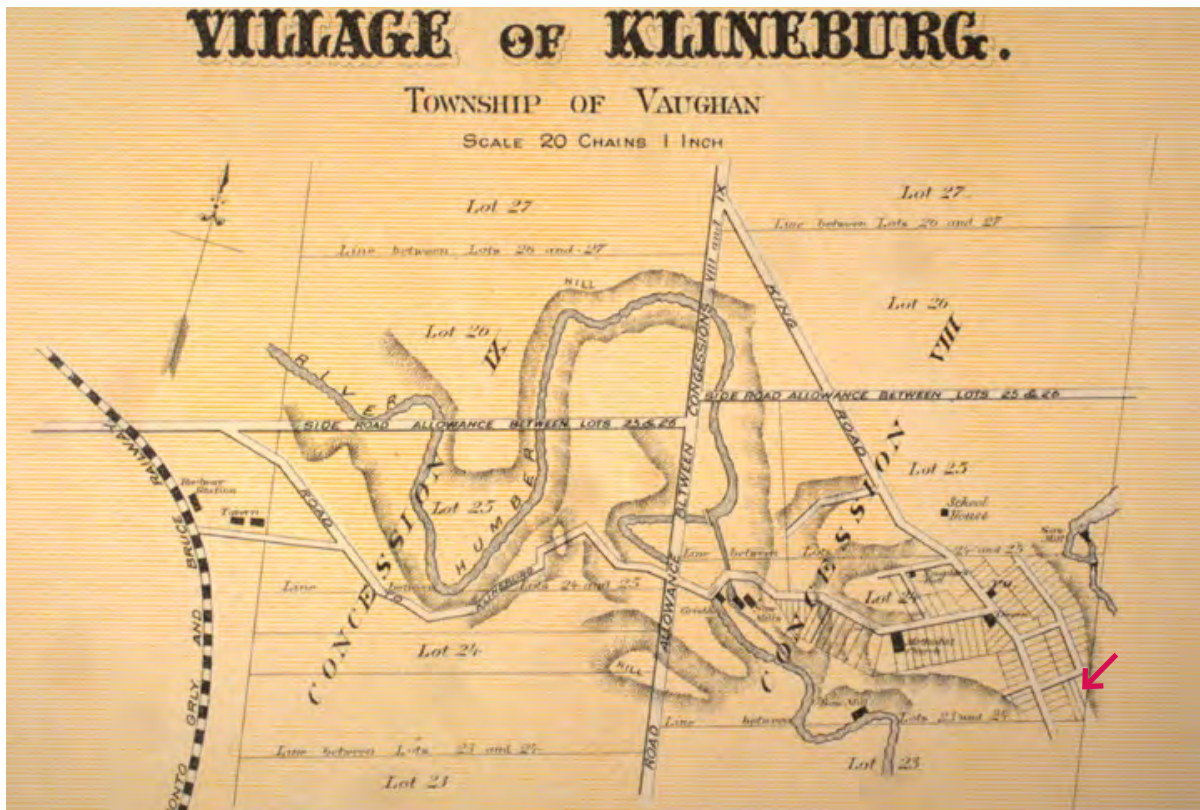 VILLAGE OF KLINEBURG.
TOWNSHIP OF VAUGHAN
SCALE 20 CHAINS 1 INCH
Lot 27
Lot 27
Line between Lots 26 and 27
Line between Lots 26 and 27
HILL
Lot 26
IX
Lot 26
VIII
ROAD ALLOWANCE BETWEEN CONCESSIONS VIII and IX
KING ROAD
RIVER HUMBER
SIDE ROAD ALLOWANCE BETWEEN LOTS 25 & 26
SIDE ROAD ALLOWANCE BETWEEN LOTS 25 & 26
CONCESSION
CONCESSION
Lot 25
Lot 25
School House
Saw Mill
Railway Station
Tavern
ROAD TO KLINEBURG
TORONTO GREY AND BRUCE RAILWAY
Line between Lots 24 and 25
Line between Lots 24 and 25
Lot 24
Lot 24
Saw Mills
Methodist
HILL
Saw Mill
Line between Lots 23 and 24
Line between Lots 23 and 24
Lot 23
Lot 23